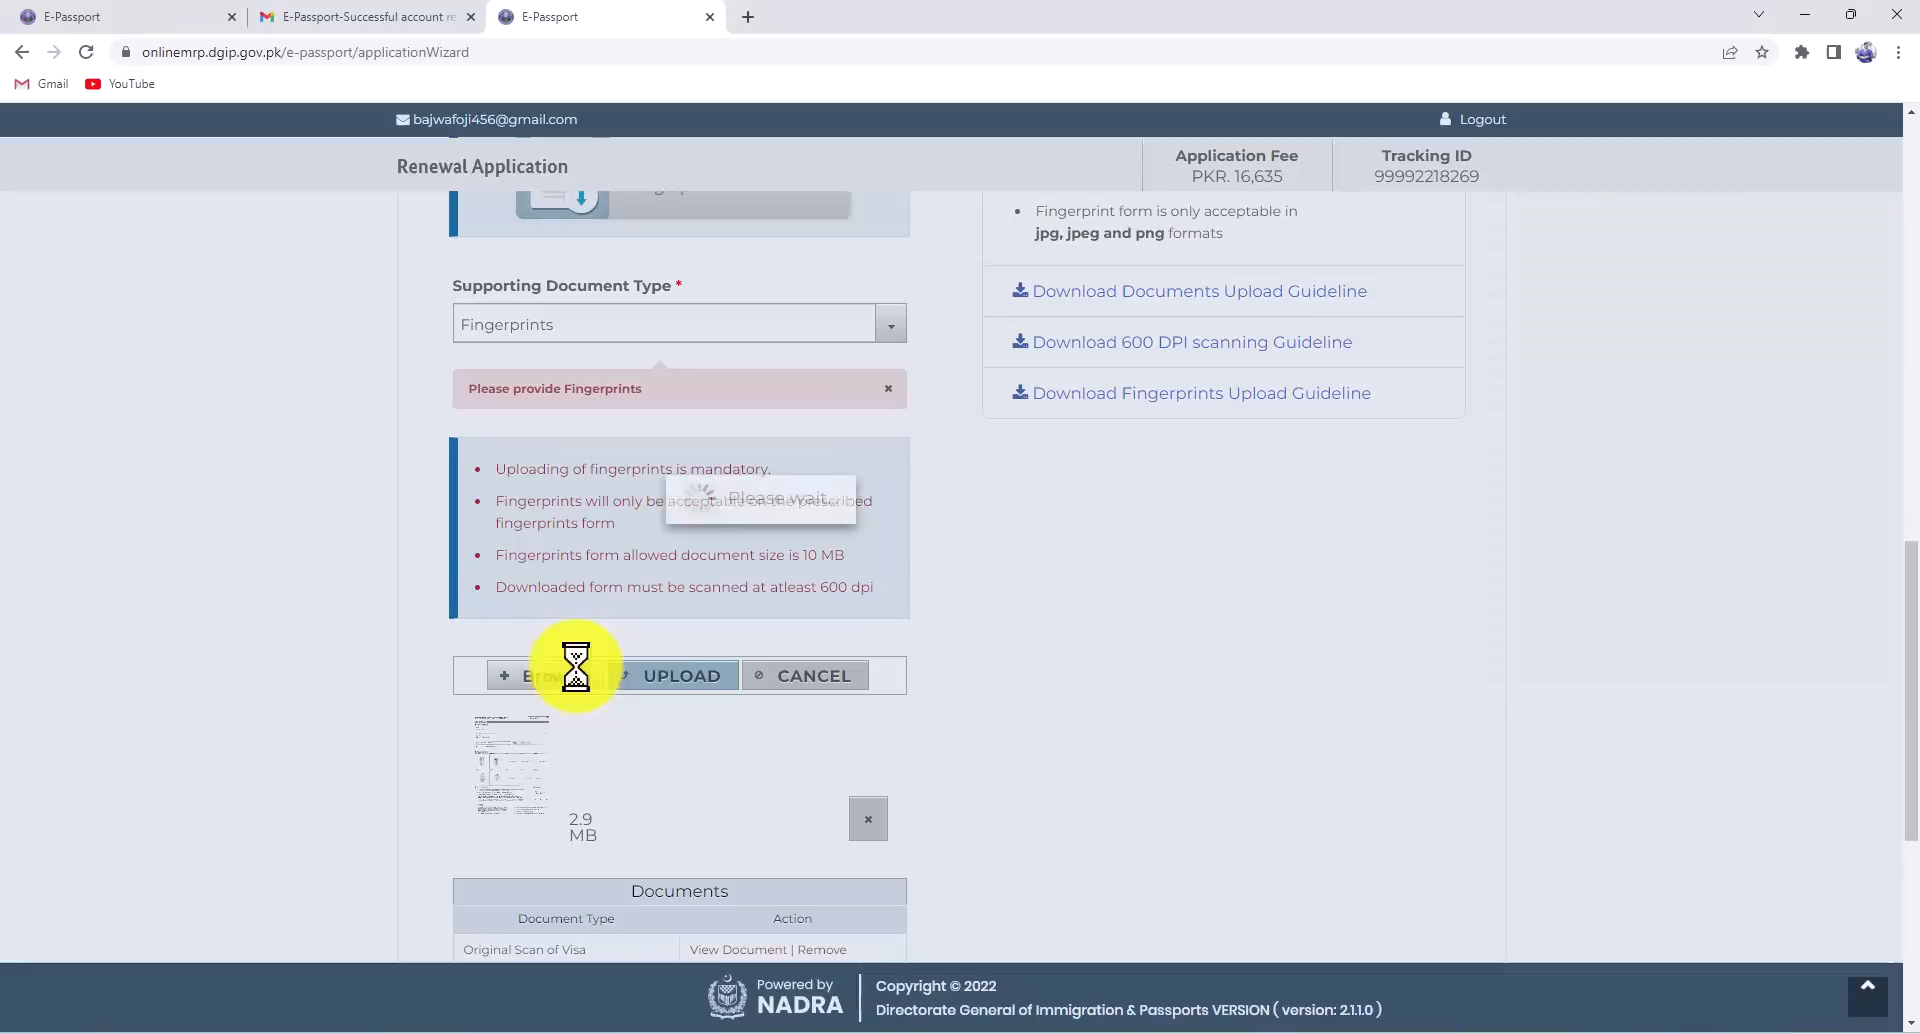 E-Passport
E-Passport-Successful account re
E-Passport
onlinemrp.dgip.gov.pk/e-passport/applicationWizard
Gmail
YouTube
bajwafoji456@gmail.com
Logout
Renewal Application
Application Fee
PKR. 16,635
Tracking ID
99992218269
Fingerprint form is only acceptable in
jpg, jpeg and png formats
Supporting Document Type *
Fingerprints
Download Documents Upload Guideline
Download 600 DPI scanning Guideline
Please provide Fingerprints
Download Fingerprints Upload Guideline
• Uploading of fingerprints is mandatory.
Please wait...
• Fingerprints will only be acceptable on the prescribed
fingerprints form
• Fingerprints form allowed document size is 10 MB
• Downloaded form must be scanned at atleast 600 dpi
UPLOAD
CANCEL
2.9
MB
Documents
Document Type
Action
Original Scan of Visa
View Document | Remove
Powered by
NADRA
Copyright © 2022
Directorate General of Immigration & Passports VERSION ( version: 2.1.1.0 )